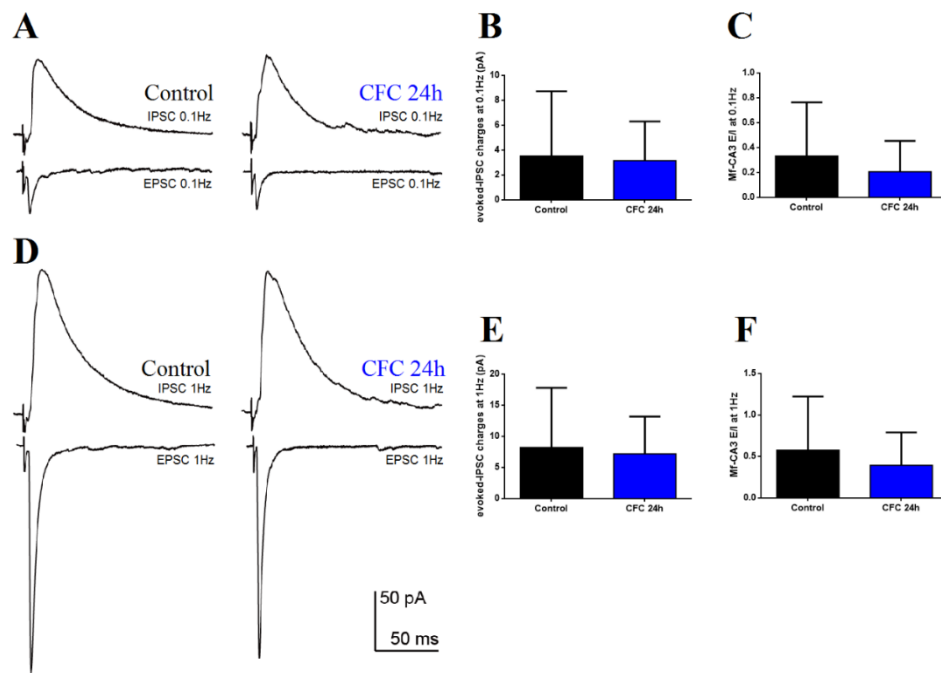 A
Control
IPSC 0.1Hz
EPSC 0.1Hz
CFC 24h
IPSC 0.1Hz
EPSC 0.1Hz
B
evoked-IPSC charges at 0.1Hz (pA)
10
8
6
4
2
0
Control
CFC 24h
C
Mf-CA3 E/I at 0.1Hz
1.0
0.8
0.6
0.4
0.2
0.0
Control
CFC 24h
D
Control
IPSC 1Hz
EPSC 1Hz
CFC 24h
IPSC 1Hz
EPSC 1Hz
50 pA
50 ms
E
evoked-IPSC charges at 1Hz (pA)
20
15
10
5
0
Control
CFC 24h
F
Mf-CA3 E/I at 1Hz
1.5
1.0
0.5
0.0
Control
CFC 24h